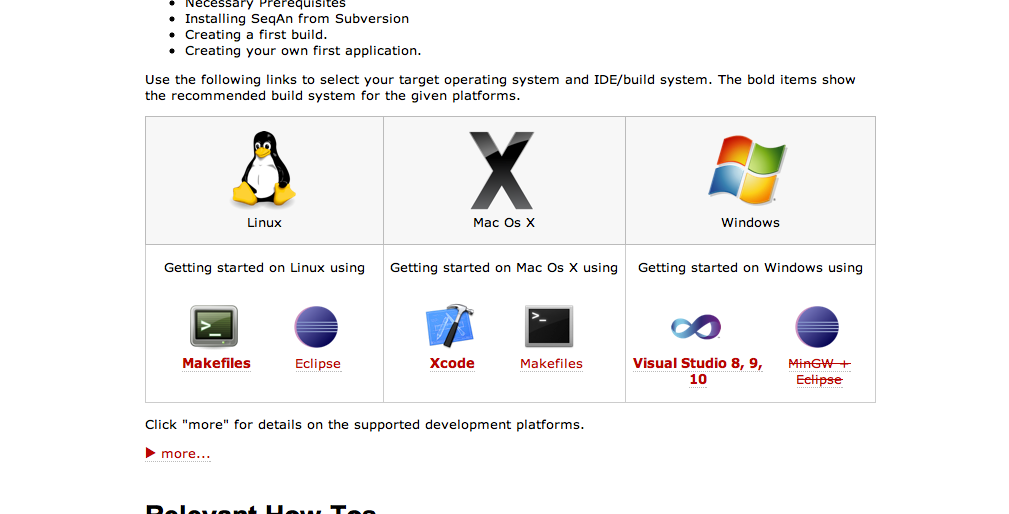 Necessary Prerequisites
Installing SeqAn from Subversion
Creating a first build.
Creating your own first application.
Use the following links to select your target operating system and IDE/build system. The bold items show
the recommended build system for the given platforms.
Linux
Mac Os X
Windows
Getting started on Linux using
Getting started on Mac Os X using
Getting started on Windows using
>_
>_
Makefiles
Eclipse
Xcode
Makefiles
Visual Studio 8, 9,
10
MinGW +
Eclipse
Click "more" for details on the supported development platforms.
more...
Relevant How-Tos